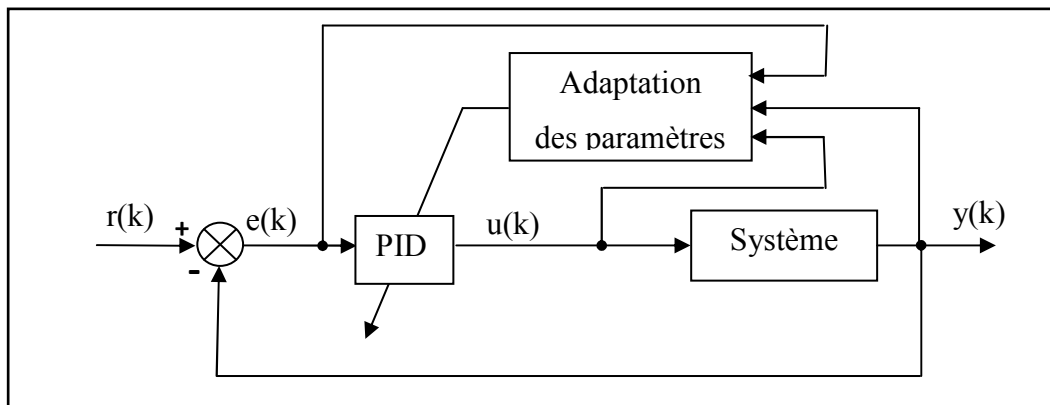 Adaptation
des paramètres
r(k)
+
-
e(k)
PID
u(k)
Système
y(k)